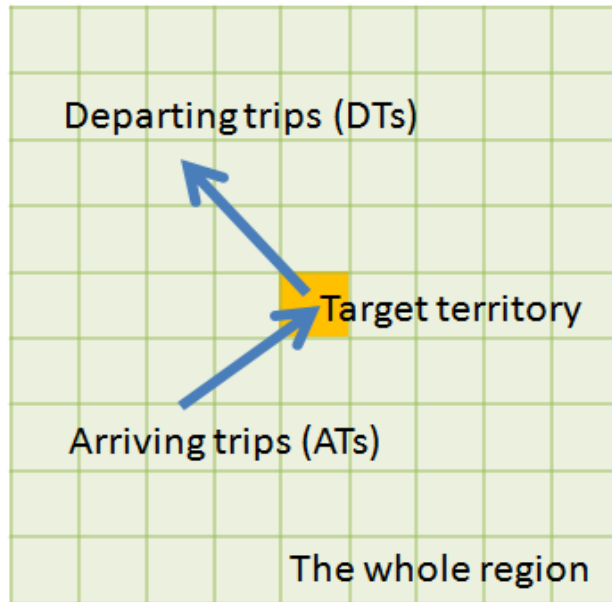 Departing trips (DTs)
Target territory
Arriving trips (ATs)
The whole region